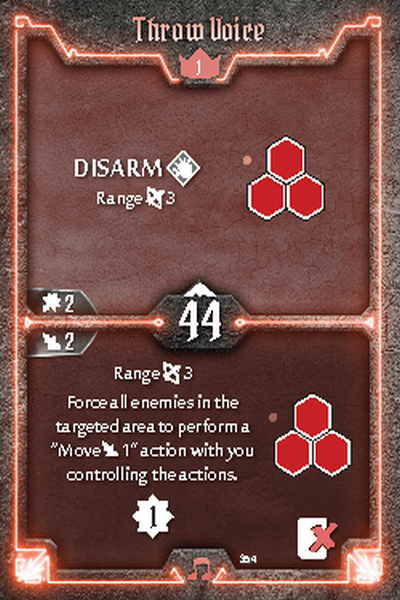 Throw Voice
1
DISARM
Range 3
2
44
2
Range 3
Force all enemies in the
targeted area to perform a
"Move 1" action with you
controlling the actions.
1